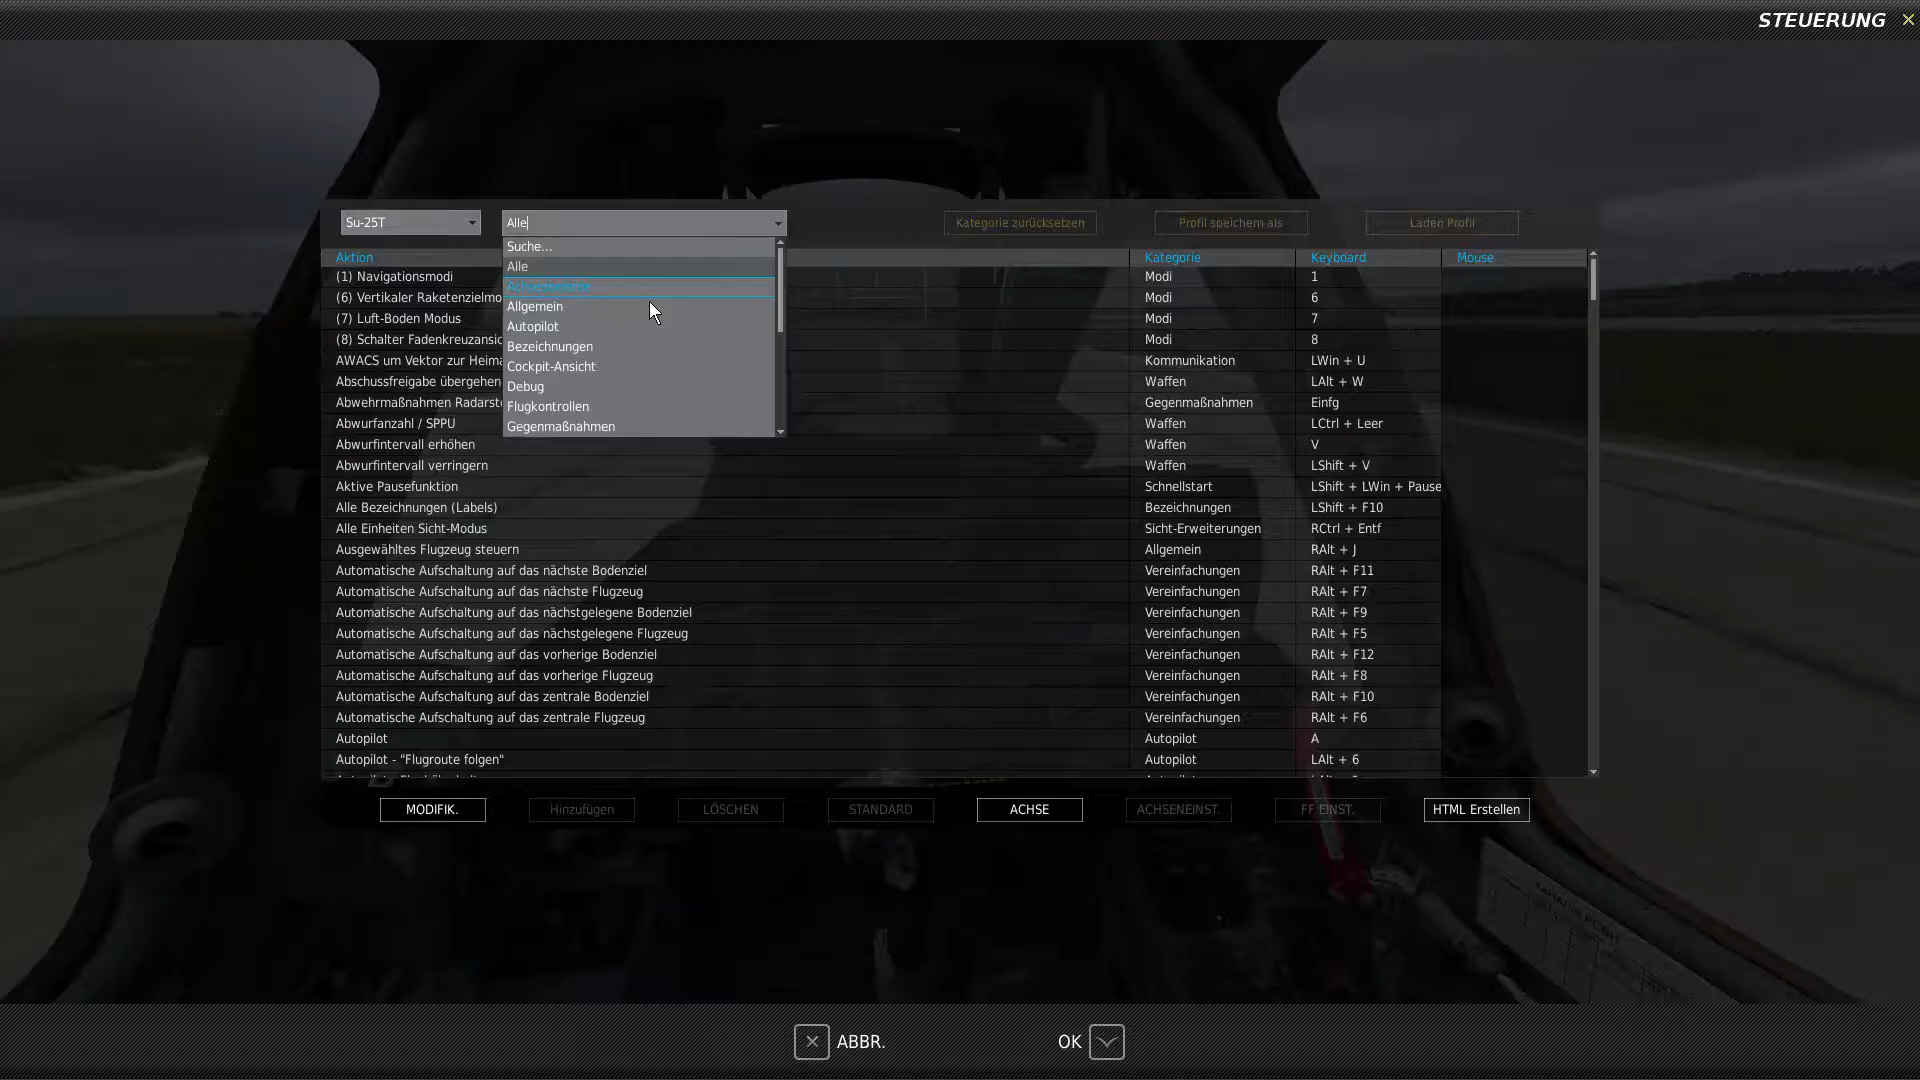 STEUERUNG
Su-25T
Alle
Kategorie zurücksetzen
Profil speichern als
Laden Profil
Suche...
Alle
Allgemein
Autopilot
Bezeichnungen
Cockpit-Ansicht
Debug
Flugkontrollen
Gegenmaßnahmen
Aktion Kategorie Keyboard Mouse
(1) Navigationsmodi Modi 1
(6) Vertikaler Modi 6
(7) Luft-Boden Modus Modi 7
(8) Schalter Modi 8
AWACS um Vektor zur Kommunikation LWin + U
Abschussfreigabe übergehen Waffen LAlt + W
Abwehrmaßnahmen Gegenmaßnahmen Einfg
Abwurfanzahl / SPPU Waffen LCtrl + Leer
Abwurfintervall erhöhen Waffen V
Abwurfintervall verringern Waffen LShift + V
Aktive Pausefunktion Schnellstart LShift + LWin + Pause
Alle Bezeichnungen (Labels) Bezeichnungen LShift + F10
Alle Einheiten Sicht-Modus Sicht-Erweiterungen RCtrl + Entf
Ausgewähltes Flugzeug steuern Allgemein RAlt + J
Automatische Aufschaltung auf das nächste Bodenziel Vereinfachungen RAlt + F11
Automatische Aufschaltung auf das nächste Flugzeug Vereinfachungen RAlt + F7
Automatische Aufschaltung auf das nächstgelegene Bodenziel Vereinfachungen RAlt + F9
Automatische Aufschaltung auf das nächstgelegene Flugzeug Vereinfachungen RAlt + F5
Automatische Aufschaltung auf das vorherige Bodenziel Vereinfachungen RAlt + F12
Automatische Aufschaltung auf das vorherige Flugzeug Vereinfachungen RAlt + F8
Automatische Aufschaltung auf das zentrale Bodenziel Vereinfachungen RAlt + F10
Automatische Aufschaltung auf das zentrale Flugzeug Vereinfachungen RAlt + F6
Autopilot Autopilot A
Autopilot - "Flugroute folgen" Autopilot LAlt + 6
MODIFIK.
Hinzufügen
LÖSCHEN
STANDARD
ACHSE
ACHSENEINST.
FF EINST.
HTML Erstellen
ABBR.
OK